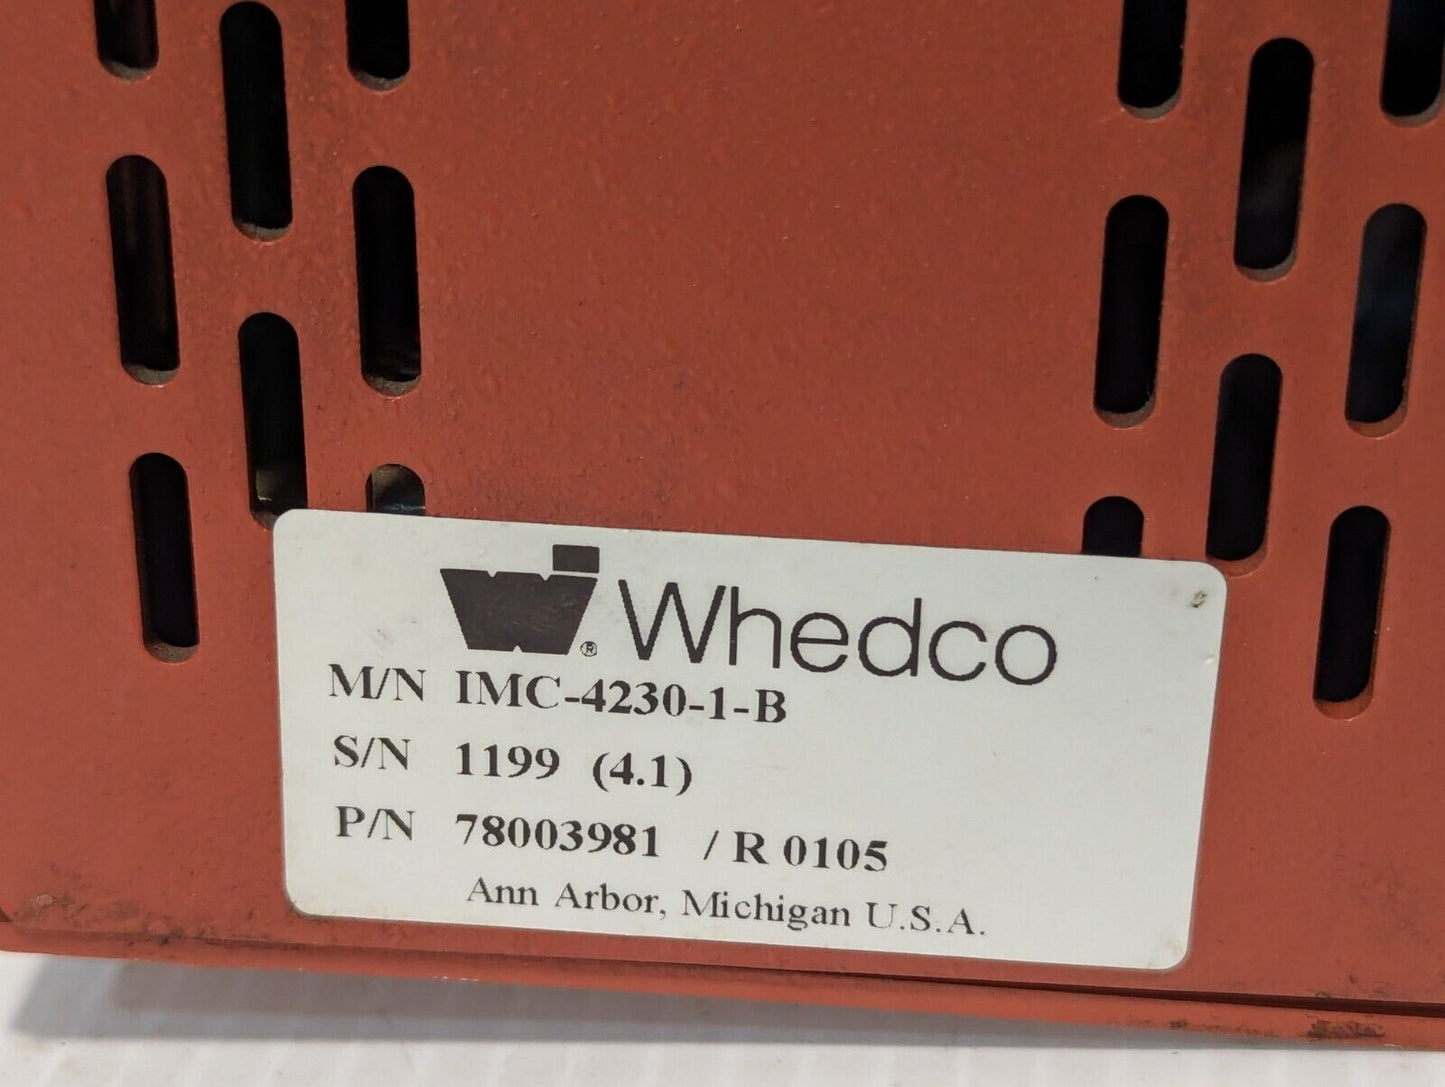 Whedco
M/N IMC-4230-1-B
S/N 1199 (4.1)
P/N 78003981 / R 0105
Ann Arbor, Michigan U.S.A.